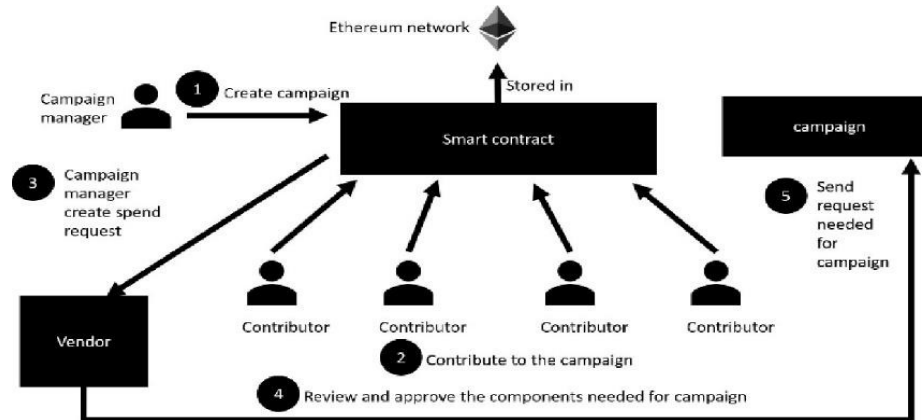 Ethereum network
1
Create campaign
Stored in
Campaign
manager
Smart contract
campaign
3
Campaign
manager
create spend
request
5
Send
request
needed
for
campaign
Contributor
Contributor
Contributor
Contributor
Vendor
2
Contribute to the campaign
4
Review and approve the components needed for campaign